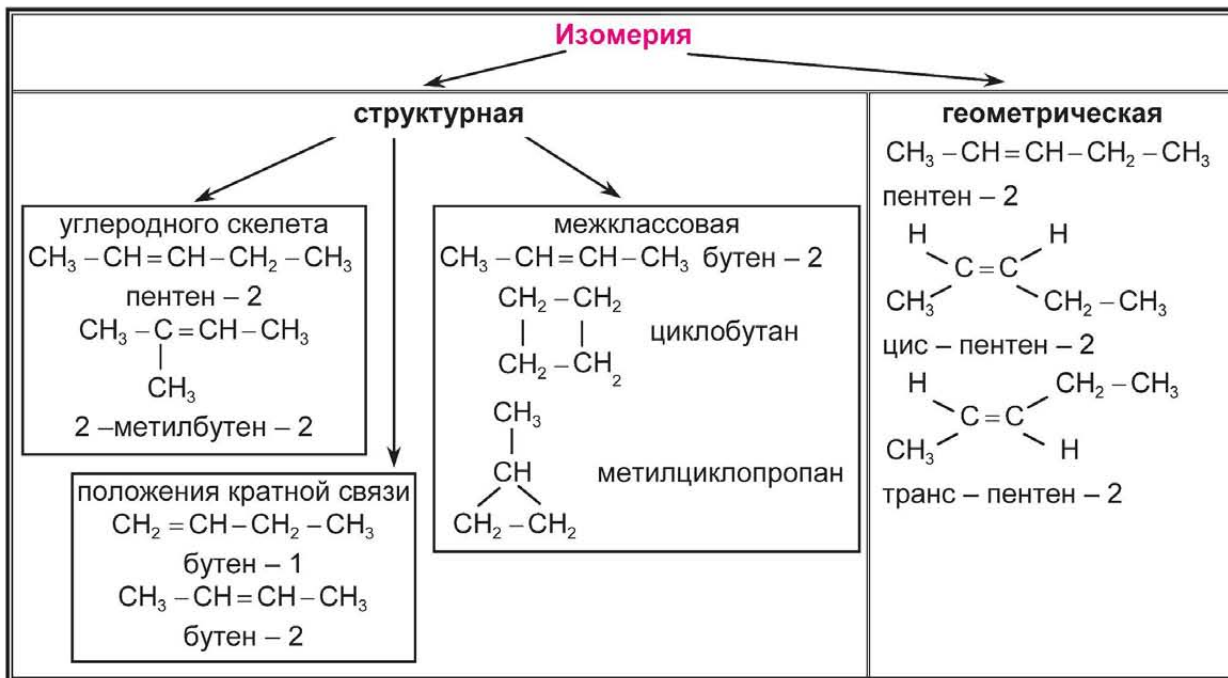 Изомерия
структурная
углеродного скелета
CH₃ – CH = CH – CH₂ – CH₃
пентен – 2
CH₃ – C = CH – CH₃
CH₃
2 –метилбутен – 2
положения кратной связи
CH₂ = CH – CH₂ – CH₃
бутен – 1
CH₃ – CH = CH – CH₃
бутен – 2
межклассовая
CH₃ – CH = CH – CH₃ бутен – 2
CH₂ – CH₂
циклобутан
CH₂ – CH₂
CH₃
CH метилциклопропан
CH₂ – CH₂
геометрическая
CH₃ – CH = CH – CH₂ – CH₃
пентен – 2
H H
C = C
CH₃ CH₂ – CH₃
цис – пентен – 2
H CH₂ – CH₃
C = C
CH₃ H
транс – пентен – 2